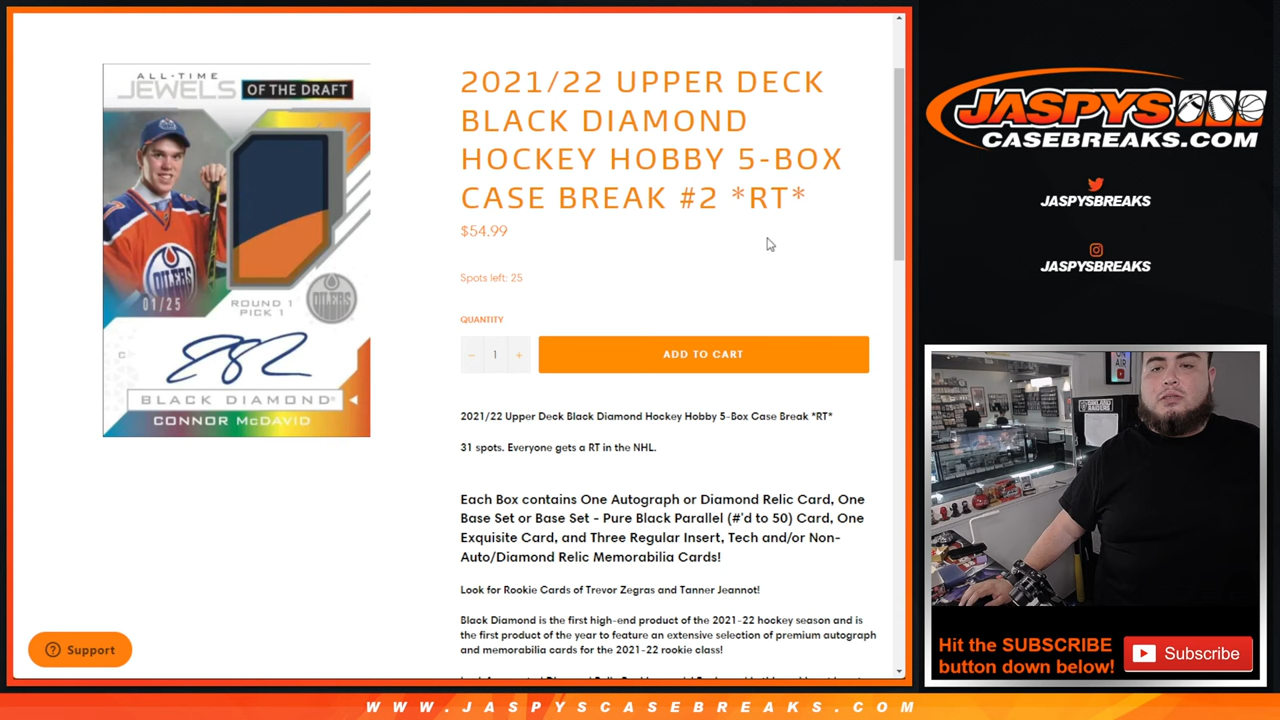 ALL-TIME
JEWELS OF THE DRAFT
01/25
ROUND 1
PICK 1
OILERS
BLACK DIAMOND
CONNOR McDAVID
2021/22 UPPER DECK
BLACK DIAMOND
HOCKEY HOBBY 5-BOX
CASE BREAK #2 *RT*
$54.99
Spots left: 25
QUANTITY
− 1 +
ADD TO CART
2021/22 Upper Deck Black Diamond Hockey Hobby 5-Box Case Break *RT*
31 spots. Everyone gets a RT in the NHL.
Each Box contains One Autograph or Diamond Relic Card, One
Base Set or Base Set - Pure Black Parallel (#'d to 50) Card, One
Exquisite Card, and Three Regular Insert, Tech and/or Non-
Auto/Diamond Relic Memorabilia Cards!
Look for Rookie Cards of Trevor Zegras and Tanner Jeannot!
Black Diamond is the first high-end product of the 2021-22 hockey season and is
the first product of the year to feature an extensive selection of premium autograph
and memorabilia cards for the 2021-22 rookie class!
Support
JASPYS
CASEBREAKS.COM
JASPYSBREAKS
JASPYSBREAKS
ON
AIR
OAKLAND
RAIDERS
Hit the SUBSCRIBE
button down below!
Subscribe
WWW.JASPYSCASEBREAKS.COM